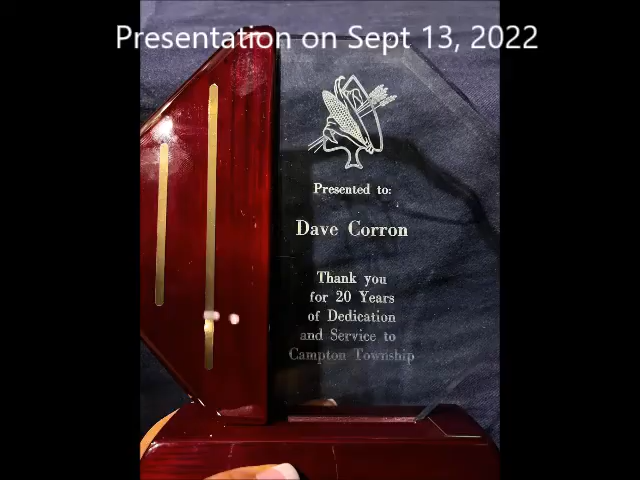 Presentation on Sept 13, 2022
Presented to:
Dave Corron
Thank you
for 20 Years
of Dedication
and Service to
Campton Township